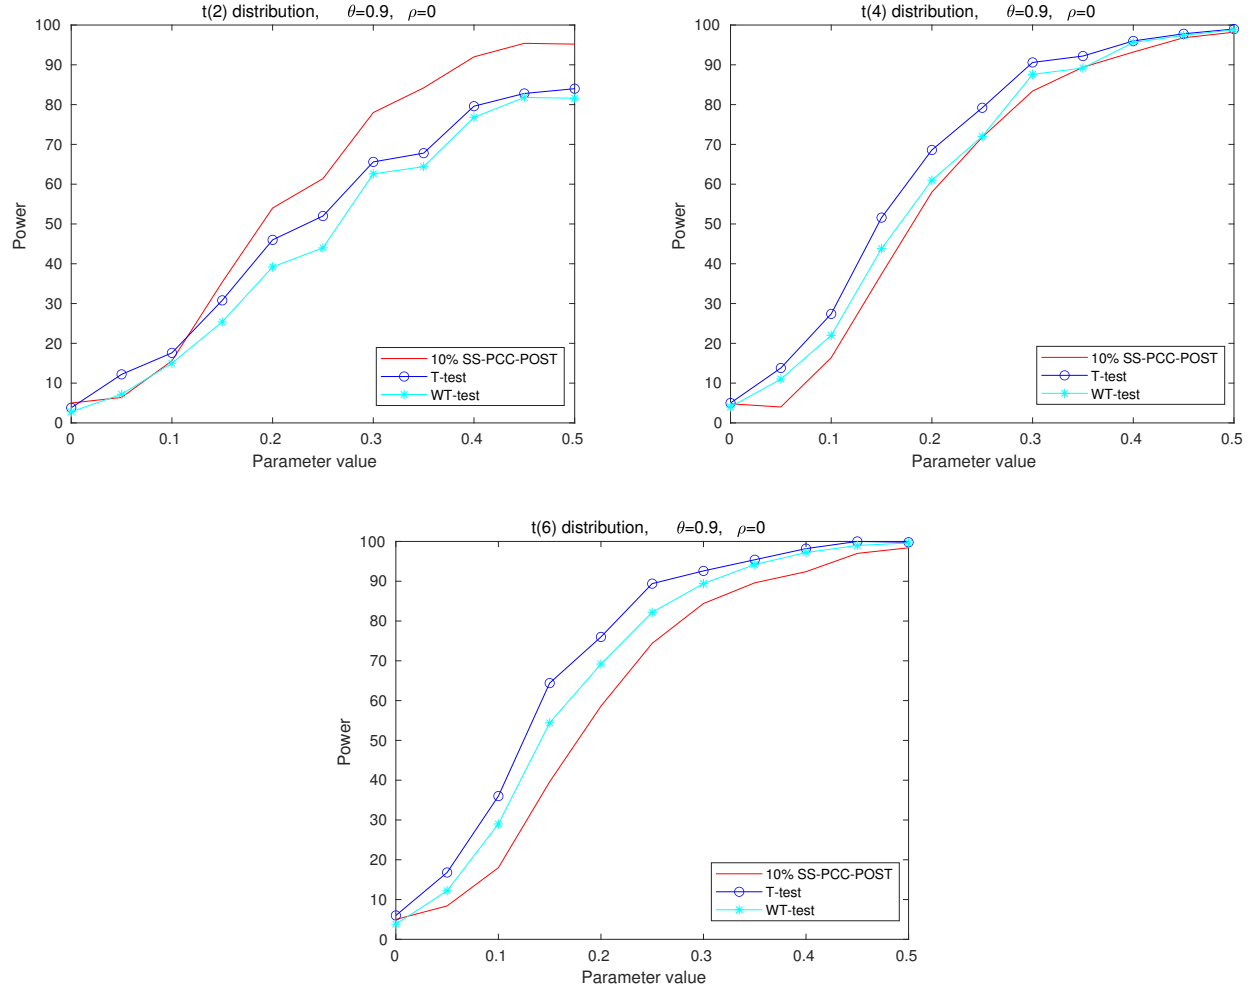 t(2) distribution, θ=0.9, ρ=0
100
90
80
70
60
50
40
30
20
10
0
Power
0 0.1 0.2 0.3 0.4 0.5
Parameter value
10% SS-PCC-POST
T-test
WT-test
t(4) distribution, θ=0.9, ρ=0
100
90
80
70
60
50
40
30
20
10
0
Power
0 0.1 0.2 0.3 0.4 0.5
Parameter value
10% SS-PCC-POST
T-test
WT-test
t(6) distribution, θ=0.9, ρ=0
100
90
80
70
60
50
40
30
20
10
0
Power
0 0.1 0.2 0.3 0.4 0.5
Parameter value
10% SS-PCC-POST
T-test
WT-test